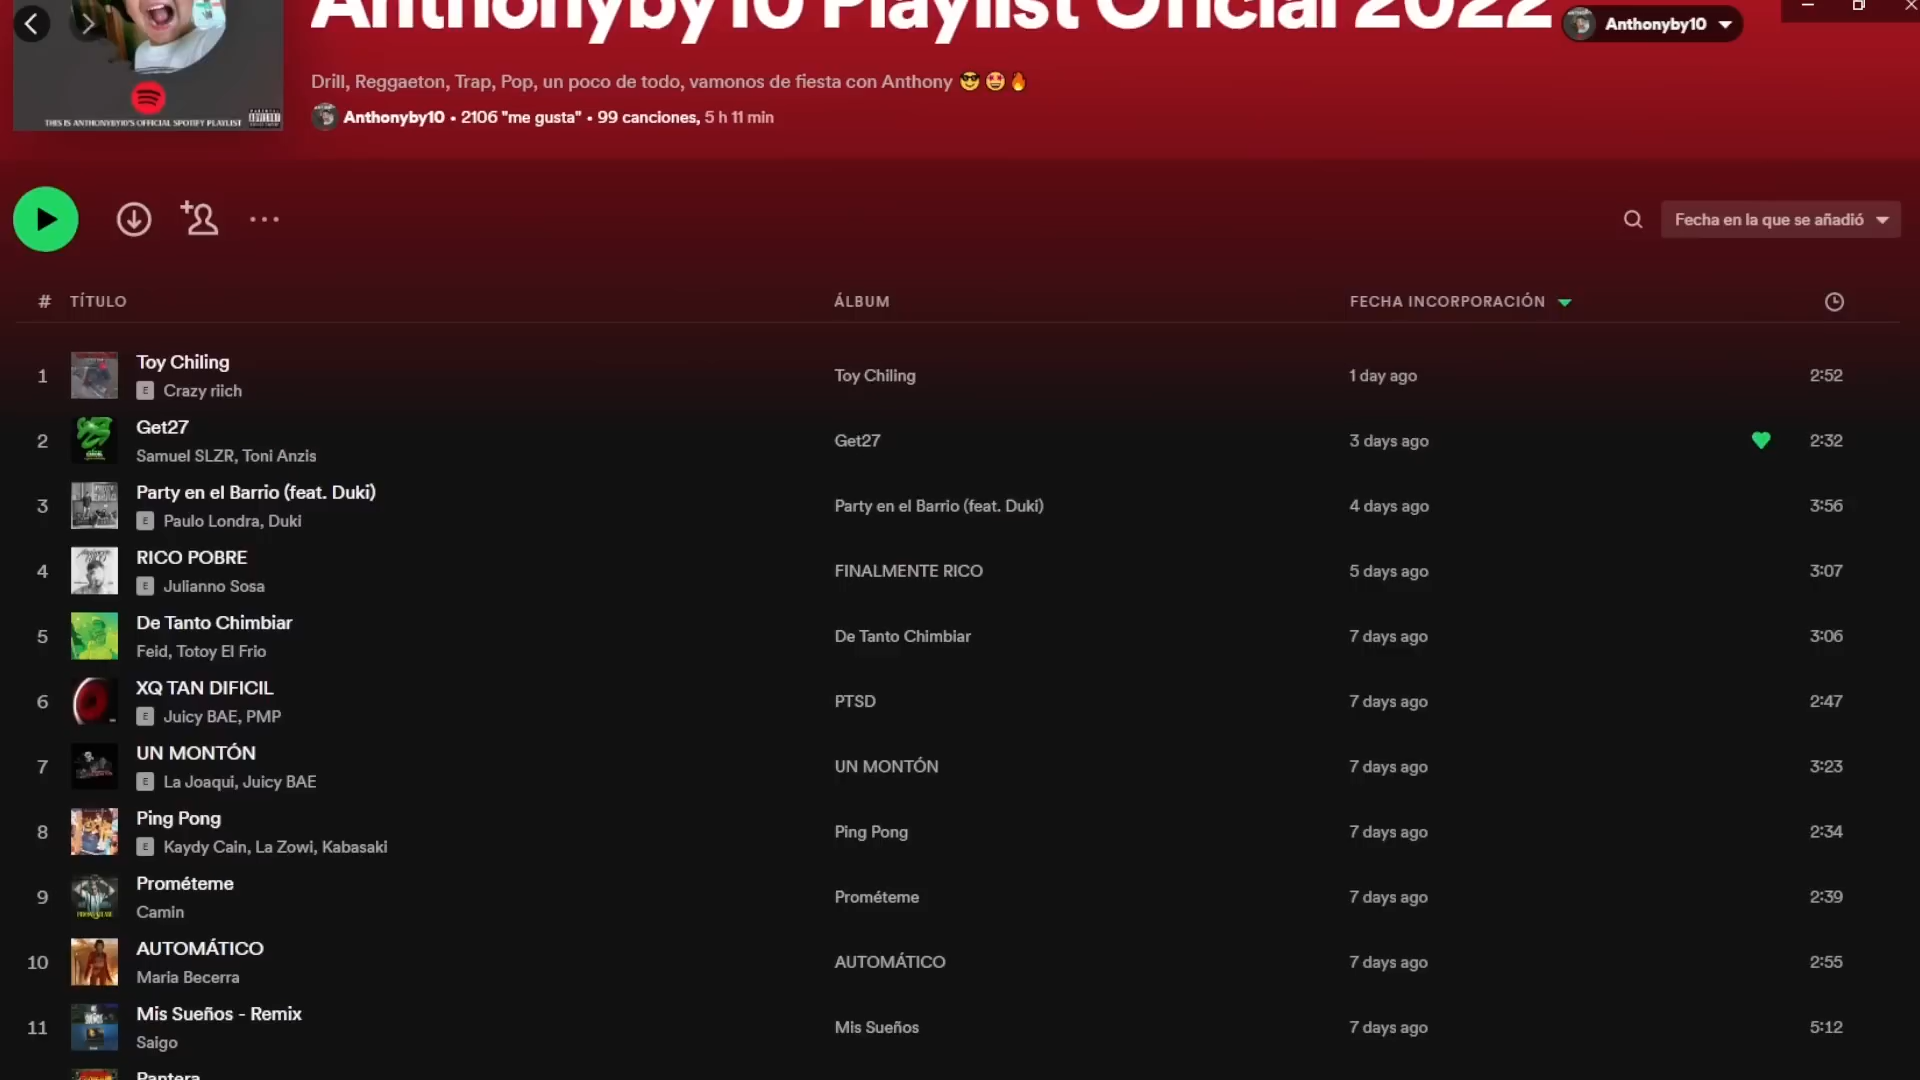 Anthonyby10 Playlist Oficial 2022
Anthonyby10
Drill, Reggaeton, Trap, Pop, un poco de todo, vamonos de fiesta con Anthony 😎 🤩 🔥
THIS IS ANTHONYBY10'S OFFICIAL SPOTIFY PLAYLIST
Anthonyby10 • 2106 "me gusta" • 99 canciones, 5 h 11 min
Fecha en la que se añadió
# TÍTULO ÁLBUM FECHA INCORPORACIÓN
1 Toy Chiling Toy Chiling 1 day ago 2:52
E Crazy riich
2 Get27 Get27 3 days ago 2:32
Samuel SLZR, Toni Anzis
3 Party en el Barrio (feat. Duki) Party en el Barrio (feat. Duki) 4 days ago 3:56
E Paulo Londra, Duki
4 RICO POBRE FINALMENTE RICO 5 days ago 3:07
E Julianno Sosa
5 De Tanto Chimbiar De Tanto Chimbiar 7 days ago 3:06
Feid, Totoy El Frio
6 XQ TAN DIFICIL PTSD 7 days ago 2:47
E Juicy BAE, PMP
7 UN MONTÓN UN MONTÓN 7 days ago 3:23
E La Joaqui, Juicy BAE
8 Ping Pong Ping Pong 7 days ago 2:34
E Kaydy Cain, La Zowi, Kabasaki
9 Prométeme Prométeme 7 days ago 2:39
Camin
10 AUTOMÁTICO AUTOMÁTICO 7 days ago 2:55
Maria Becerra
11 Mis Sueños - Remix Mis Sueños 7 days ago 5:12
Saigo
Pantera